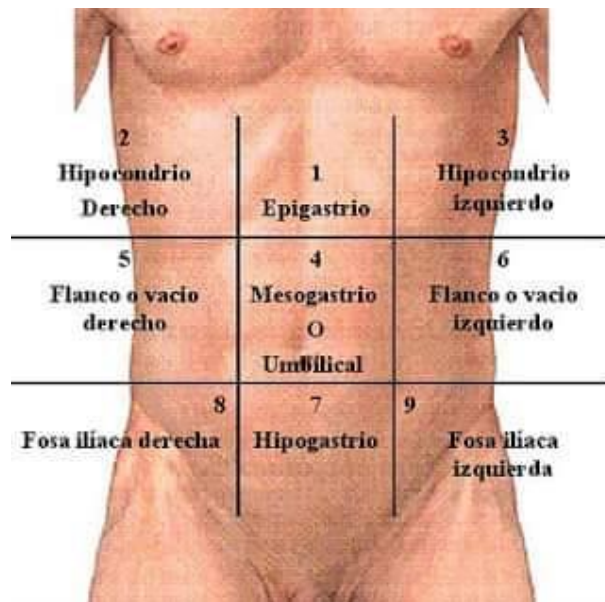 2
Hipocondrio
Derecho
1
Epigastrio
3
Hipocondrio
izquierdo
5
Flanco o vacio
derecho
4
Mesogastrio
O
Umbilical
6
Flanco o vacio
izquierdo
8
Fosa iliaca derecha
7
Hipogastrio
9
Fosa iliaca
izquierda